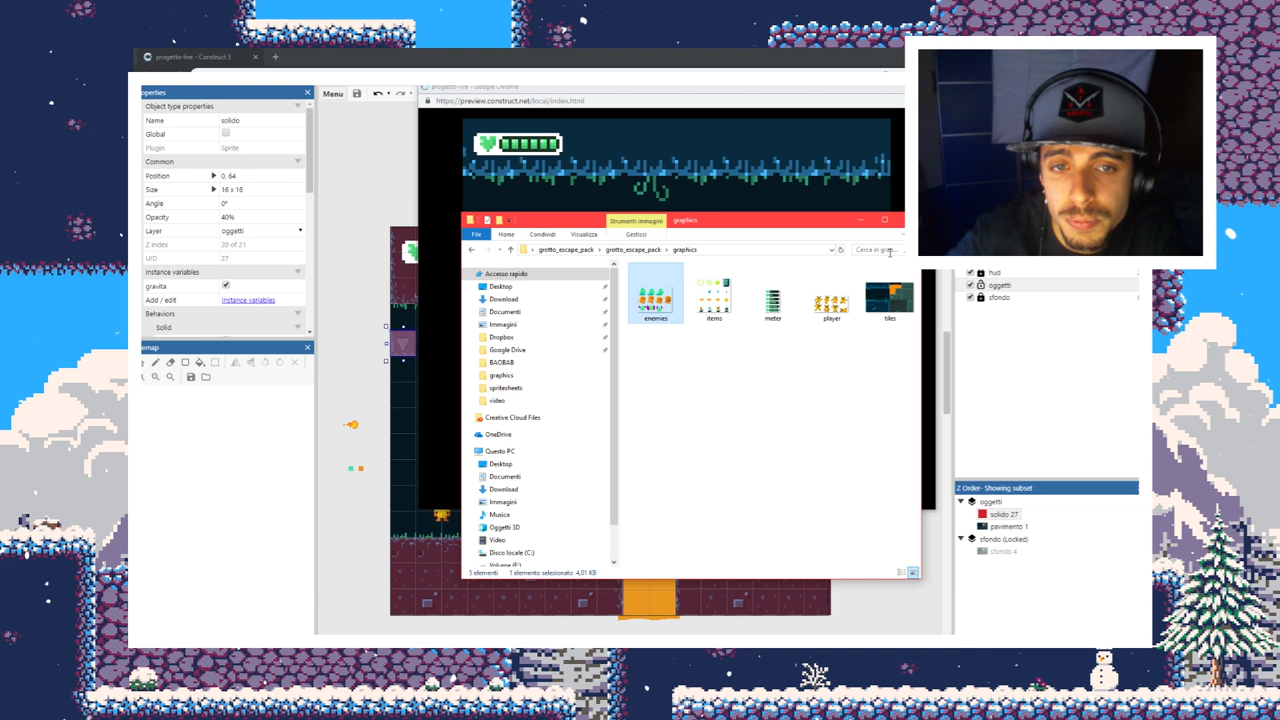 progetto-live - Construct 3
operties
Menu
progetto-live - Google Chrome
https://preview.construct.net/local/index.html
Object type properties
Name solido
Global
Plugin Sprite
Common
Position 0, 64
Size 16 x 16
Angle 0°
Opacity 40%
Layer oggetti
Z index 20 of 21
UID 27
Instance variables
gravita
Add / edit Instance variables
Behaviors
Solid
emap
Strumenti immagini graphics
File Home Condividi Visualizza Gestisci
grotto_escape_pack grotto_escape_pack graphics
Cerca in gra...
Accesso rapido
Desktop
Download
Documenti
Immagini
Dropbox
Google Drive
BAOBAB
graphics
spritesheets
video
Creative Cloud Files
OneDrive
Questo PC
Desktop
Documenti
Download
Immagini
Musica
Oggetti 3D
Video
Disco locale (C:)
enemies items meter player tiles
5 elementi 1 elemento selezionato 4,01 KB
hud
oggetti
sfondo
Z Order- Showing subset
oggetti
solido 27
pavimento 1
sfondo (Locked)
sfondo 4